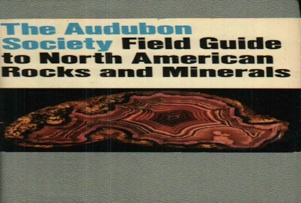 The Audubon
Society Field Guide
to North American
Rocks and Minerals